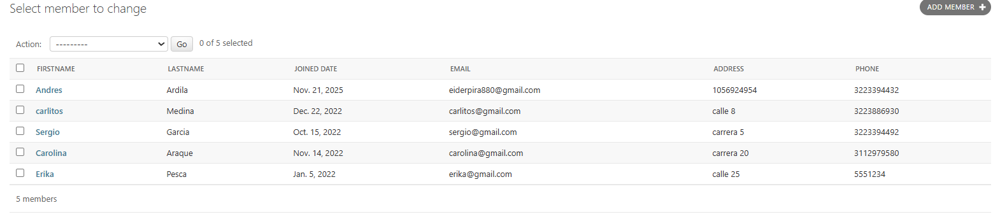 Select member to change
ADD MEMBER +
Action: --------- Go 0 of 5 selected
FIRSTNAME LASTNAME JOINED DATE EMAIL ADDRESS PHONE
Andres Ardila Nov. 21, 2025 eiderpira880@gmail.com 1056924954 3223394432
carlitos Medina Dec. 22, 2022 carlitos@gmail.com calle 8 3223886930
Sergio Garcia Oct. 15, 2022 sergio@gmail.com carrera 5 3223394492
Carolina Araque Nov. 14, 2022 carolina@gmail.com carrera 20 3112979580
Erika Pesca Jan. 5, 2022 erika@gmail.com calle 25 5551234
5 members